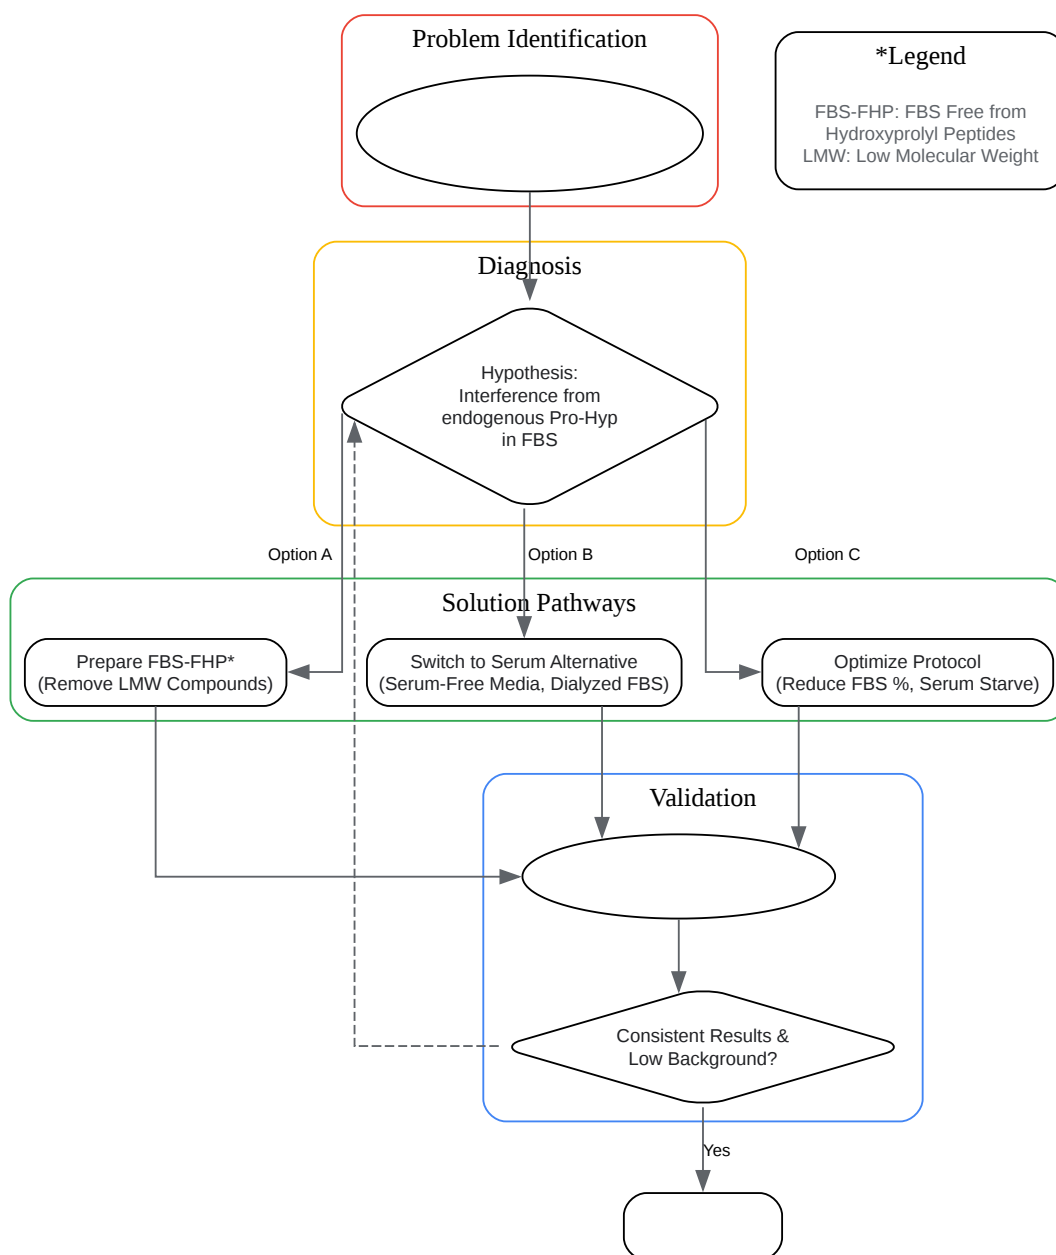 Problem Identification
*Legend
FBS-FHP: FBS Free from
Hydroxyprolyl Peptides
LMW: Low Molecular Weight
Diagnosis
Hypothesis:
Interference from
endogenous Pro-Hyp
in FBS
Option A
Option B
Option C
Solution Pathways
Prepare FBS-FHP*
(Remove LMW Compounds)
Switch to Serum Alternative
(Serum-Free Media, Dialyzed FBS)
Optimize Protocol
(Reduce FBS %, Serum Starve)
Validation
Consistent Results &
Low Background?
Yes